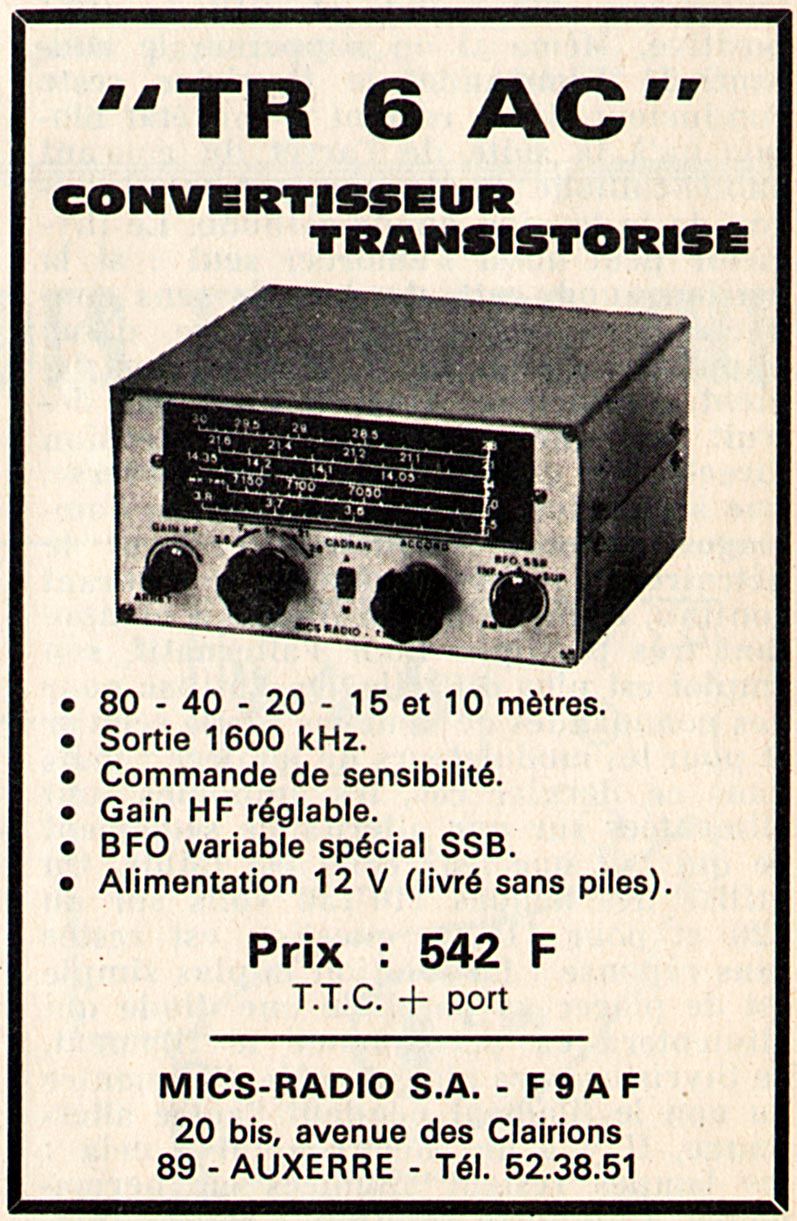 "TR 6 AC"
CONVERTISSEUR
TRANSISTORISÉ
30 29.5 29 28.5 28
21.6 21.4 21.2 21.1 21
14.35 14.2 14.1 14.05
7150 7100 7050
3.8 3.7 3.6
GAIN HF
ARRET
3.5 7 21 28
CADRAN
A
M
ACCORD
BFO SSB
INF. SUP.
AM
MICS RADIO
• 80 - 40 - 20 - 15 et 10 mètres.
• Sortie 1600 kHz.
• Commande de sensibilité.
• Gain HF réglable.
• BFO variable spécial SSB.
• Alimentation 12 V (livré sans piles).
Prix : 542 F
T.T.C. + port
MICS-RADIO S.A. - F 9 A F
20 bis, avenue des Clairions
89 - AUXERRE - Tél. 52.38.51